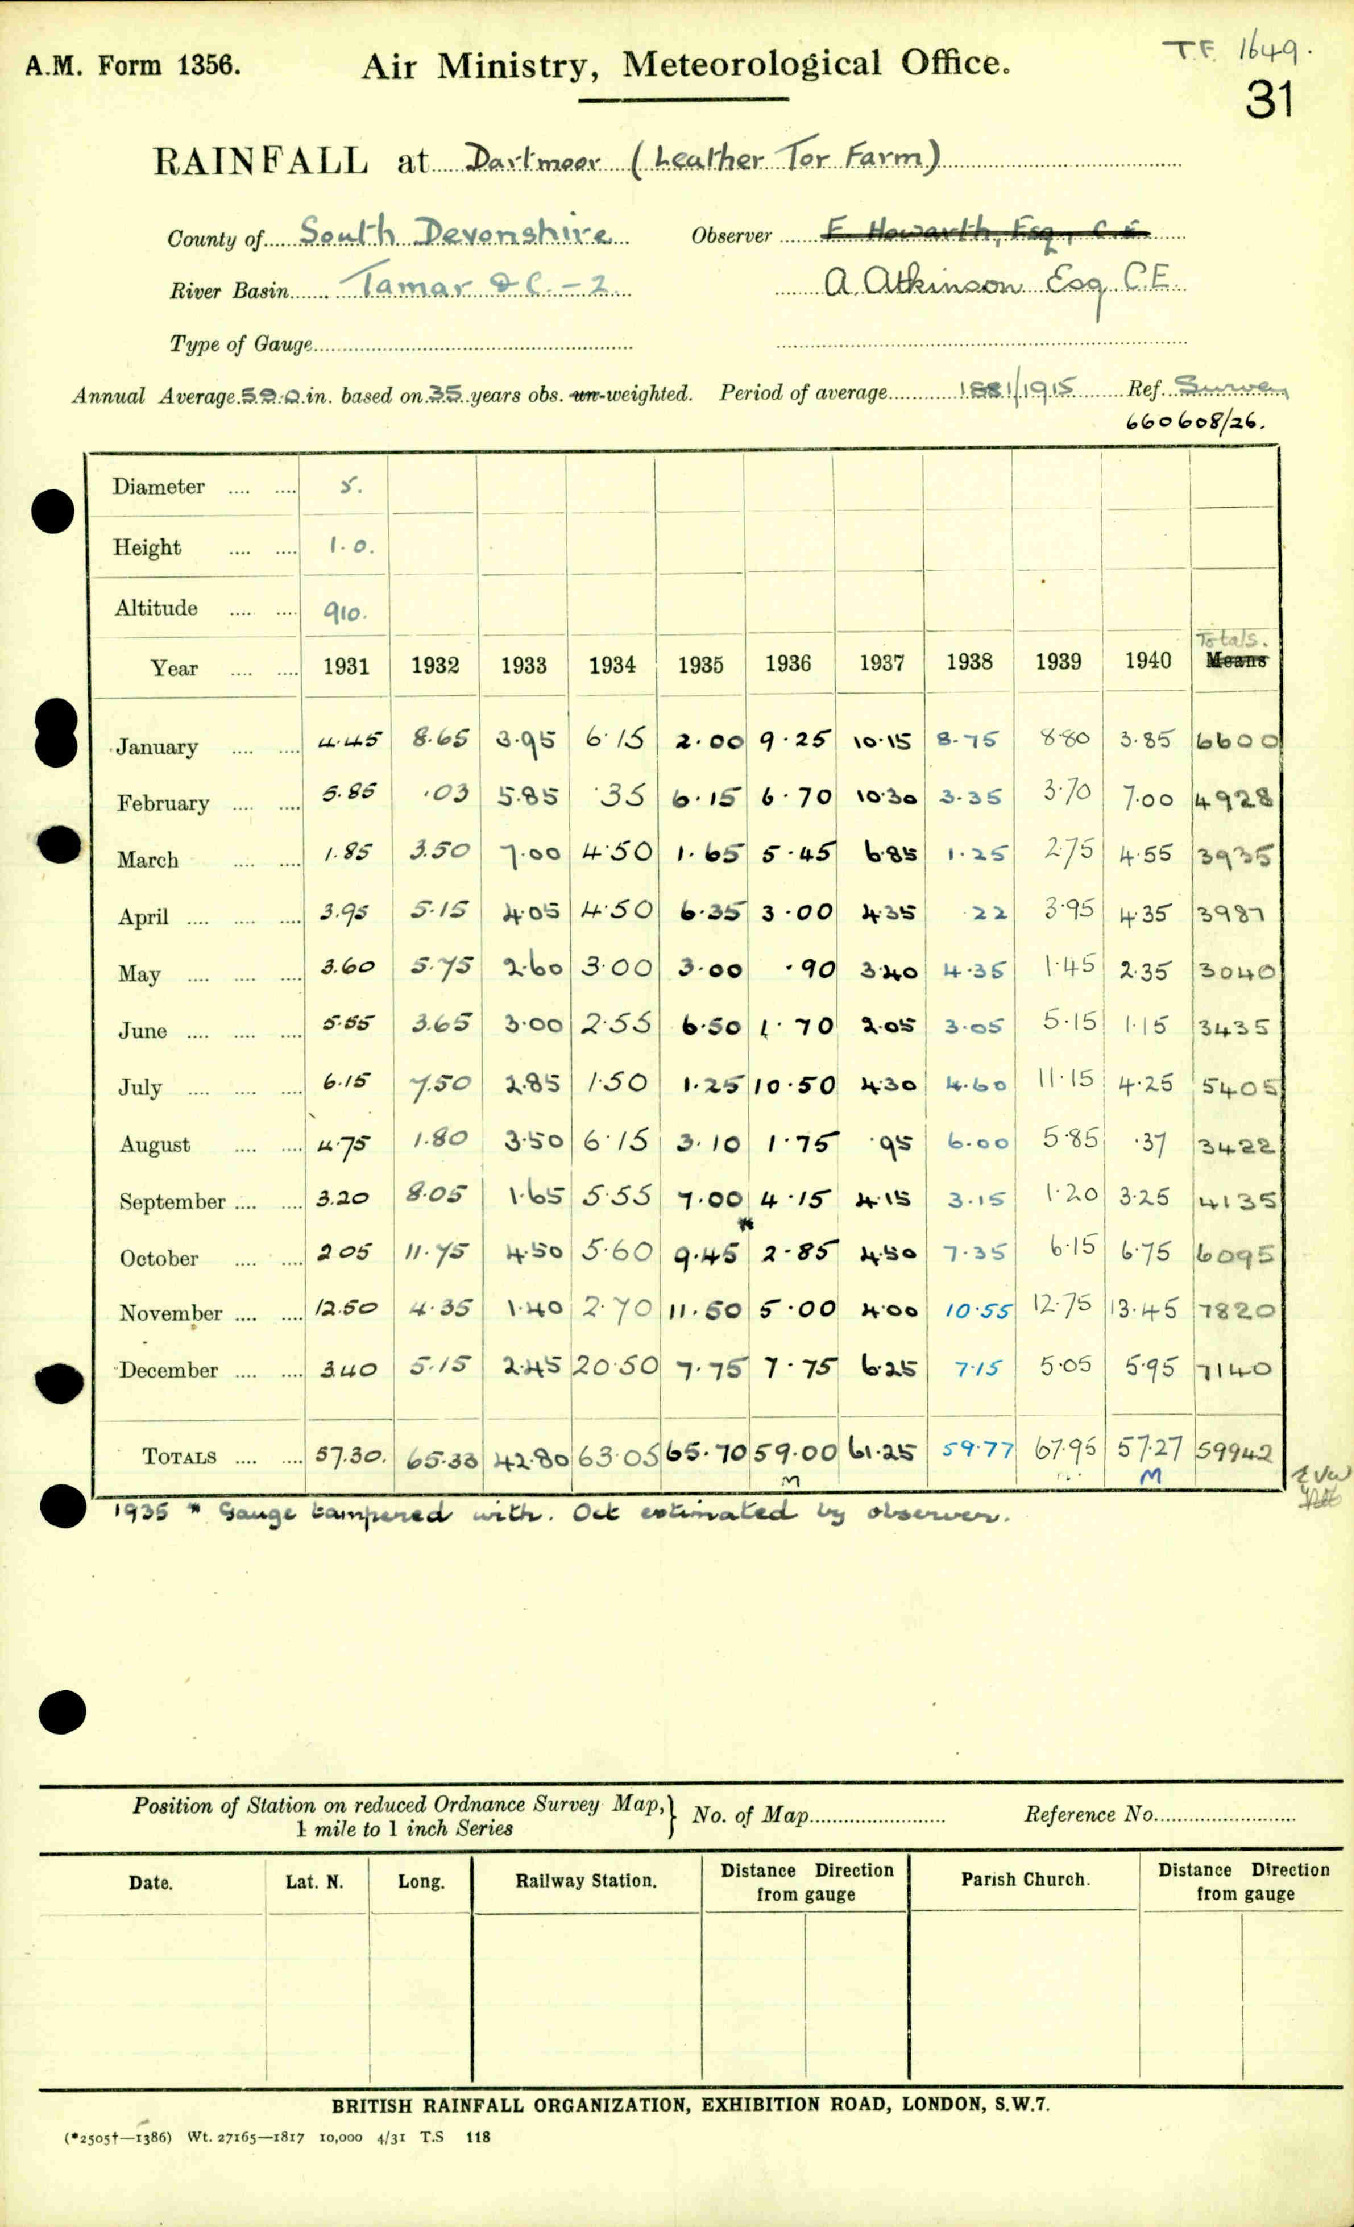 T.F. 1649.
A.M. Form 1356. Air Ministry, Meteorological Office.
31
RAINFALL at Dartmoor (Leather Tor Farm)
County of South Devonshire Observer E Howarth, Esq, C.E.
River Basin Tamar &C. - 2. A. Atkinson Esq C.E.
Type of Gauge
Annual Average 59.0 in. based on 35 years obs. un-weighted. Period of average 1881/1915 Ref. Survey
660608/26.
Diameter .... .... 5.
Height .... .... 1.0.
Altitude .... .... 910.
Totals.
Year .... .... 1931 1932 1933 1934 1935 1936 1937 1938 1939 1940 Means
January .... .... 4.45 8.65 3.95 6.15 2.00 9.25 10.15 8.75 8.80 3.85 6600
February .... .... 5.85 .03 5.85 .35 6.15 6.70 10.30 3.35 3.70 7.00 4928
March .... .... 1.85 3.50 7.00 4.50 1.65 5.45 6.85 1.25 2.75 4.55 3935
April .... .... .... 3.95 5.15 4.05 4.50 6.35 3.00 4.35 .22 3.95 4.35 3987
May .... .... .... 3.60 5.75 2.60 3.00 3.00 .90 3.40 4.35 1.45 2.35 3040
June .... .... .... 5.55 3.65 3.00 2.55 6.50 1.70 2.05 3.05 5.15 1.15 3435
July .... .... .... 6.15 7.50 2.85 1.50 1.25 10.50 4.30 4.60 11.15 4.25 5405
August .... .... 4.75 1.80 3.50 6.15 3.10 1.75 .95 6.00 5.85 .37 3422
September .... .... 3.20 8.05 1.65 5.55 7.00 4.15 4.15 3.15 1.20 3.25 4135
October .... .... 2.05 11.75 4.50 5.60 9.45* 2.85 4.50 7.35 6.15 6.75 6095
November .... .... 12.50 4.35 1.40 2.70 11.50 5.00 4.00 10.55 12.75 13.45 7820
December .... .... 3.40 5.15 2.45 20.50 7.75 7.75 6.25 7.15 5.05 5.95 7140
TOTALS .... .... 57.30. 65.33 42.80 63.05 65.70 59.00 61.25 59.77 67.95 57.27 59942
M M
1935 * Gauge tampered with. Oct estimated by observer.
Position of Station on reduced Ordnance Survey Map, } No. of Map Reference No.
1 mile to 1 inch Series
Date. Lat. N. Long. Railway Station. Distance Direction from gauge Parish Church. Distance Direction from gauge
BRITISH RAINFALL ORGANIZATION, EXHIBITION ROAD, LONDON, S.W.7.
(*2505†—1386) Wt. 27165—1817 10,000 4/31 T.S 118